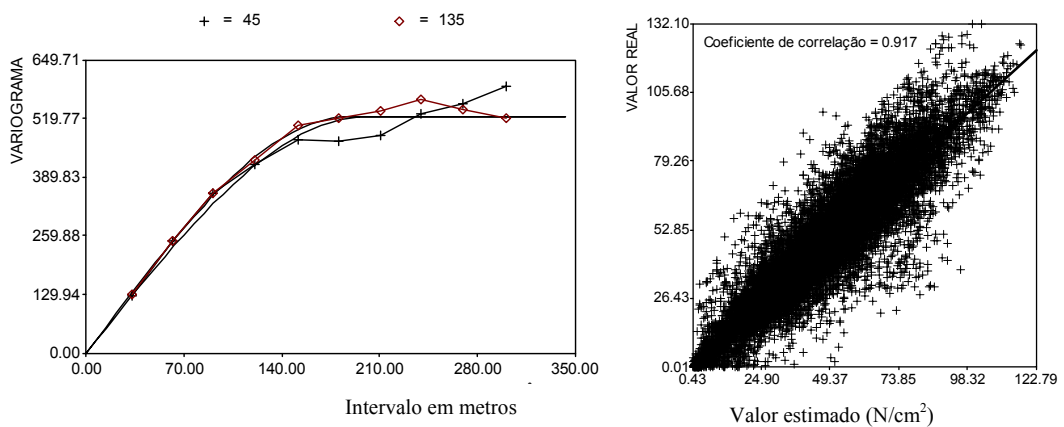 + = 45
◇ = 135
VARIOGRAMA
649.71
519.77
389.83
259.88
129.94
0.00
0.00 70.00 140.00 210.00 280.00 350.00
Intervalo em metros
VALOR REAL
Coeficiente de correlação = 0.917
132.10
105.68
79.26
52.85
26.43
0.01
0.43 24.90 49.37 73.85 98.32 122.79
Valor estimado (N/cm²)